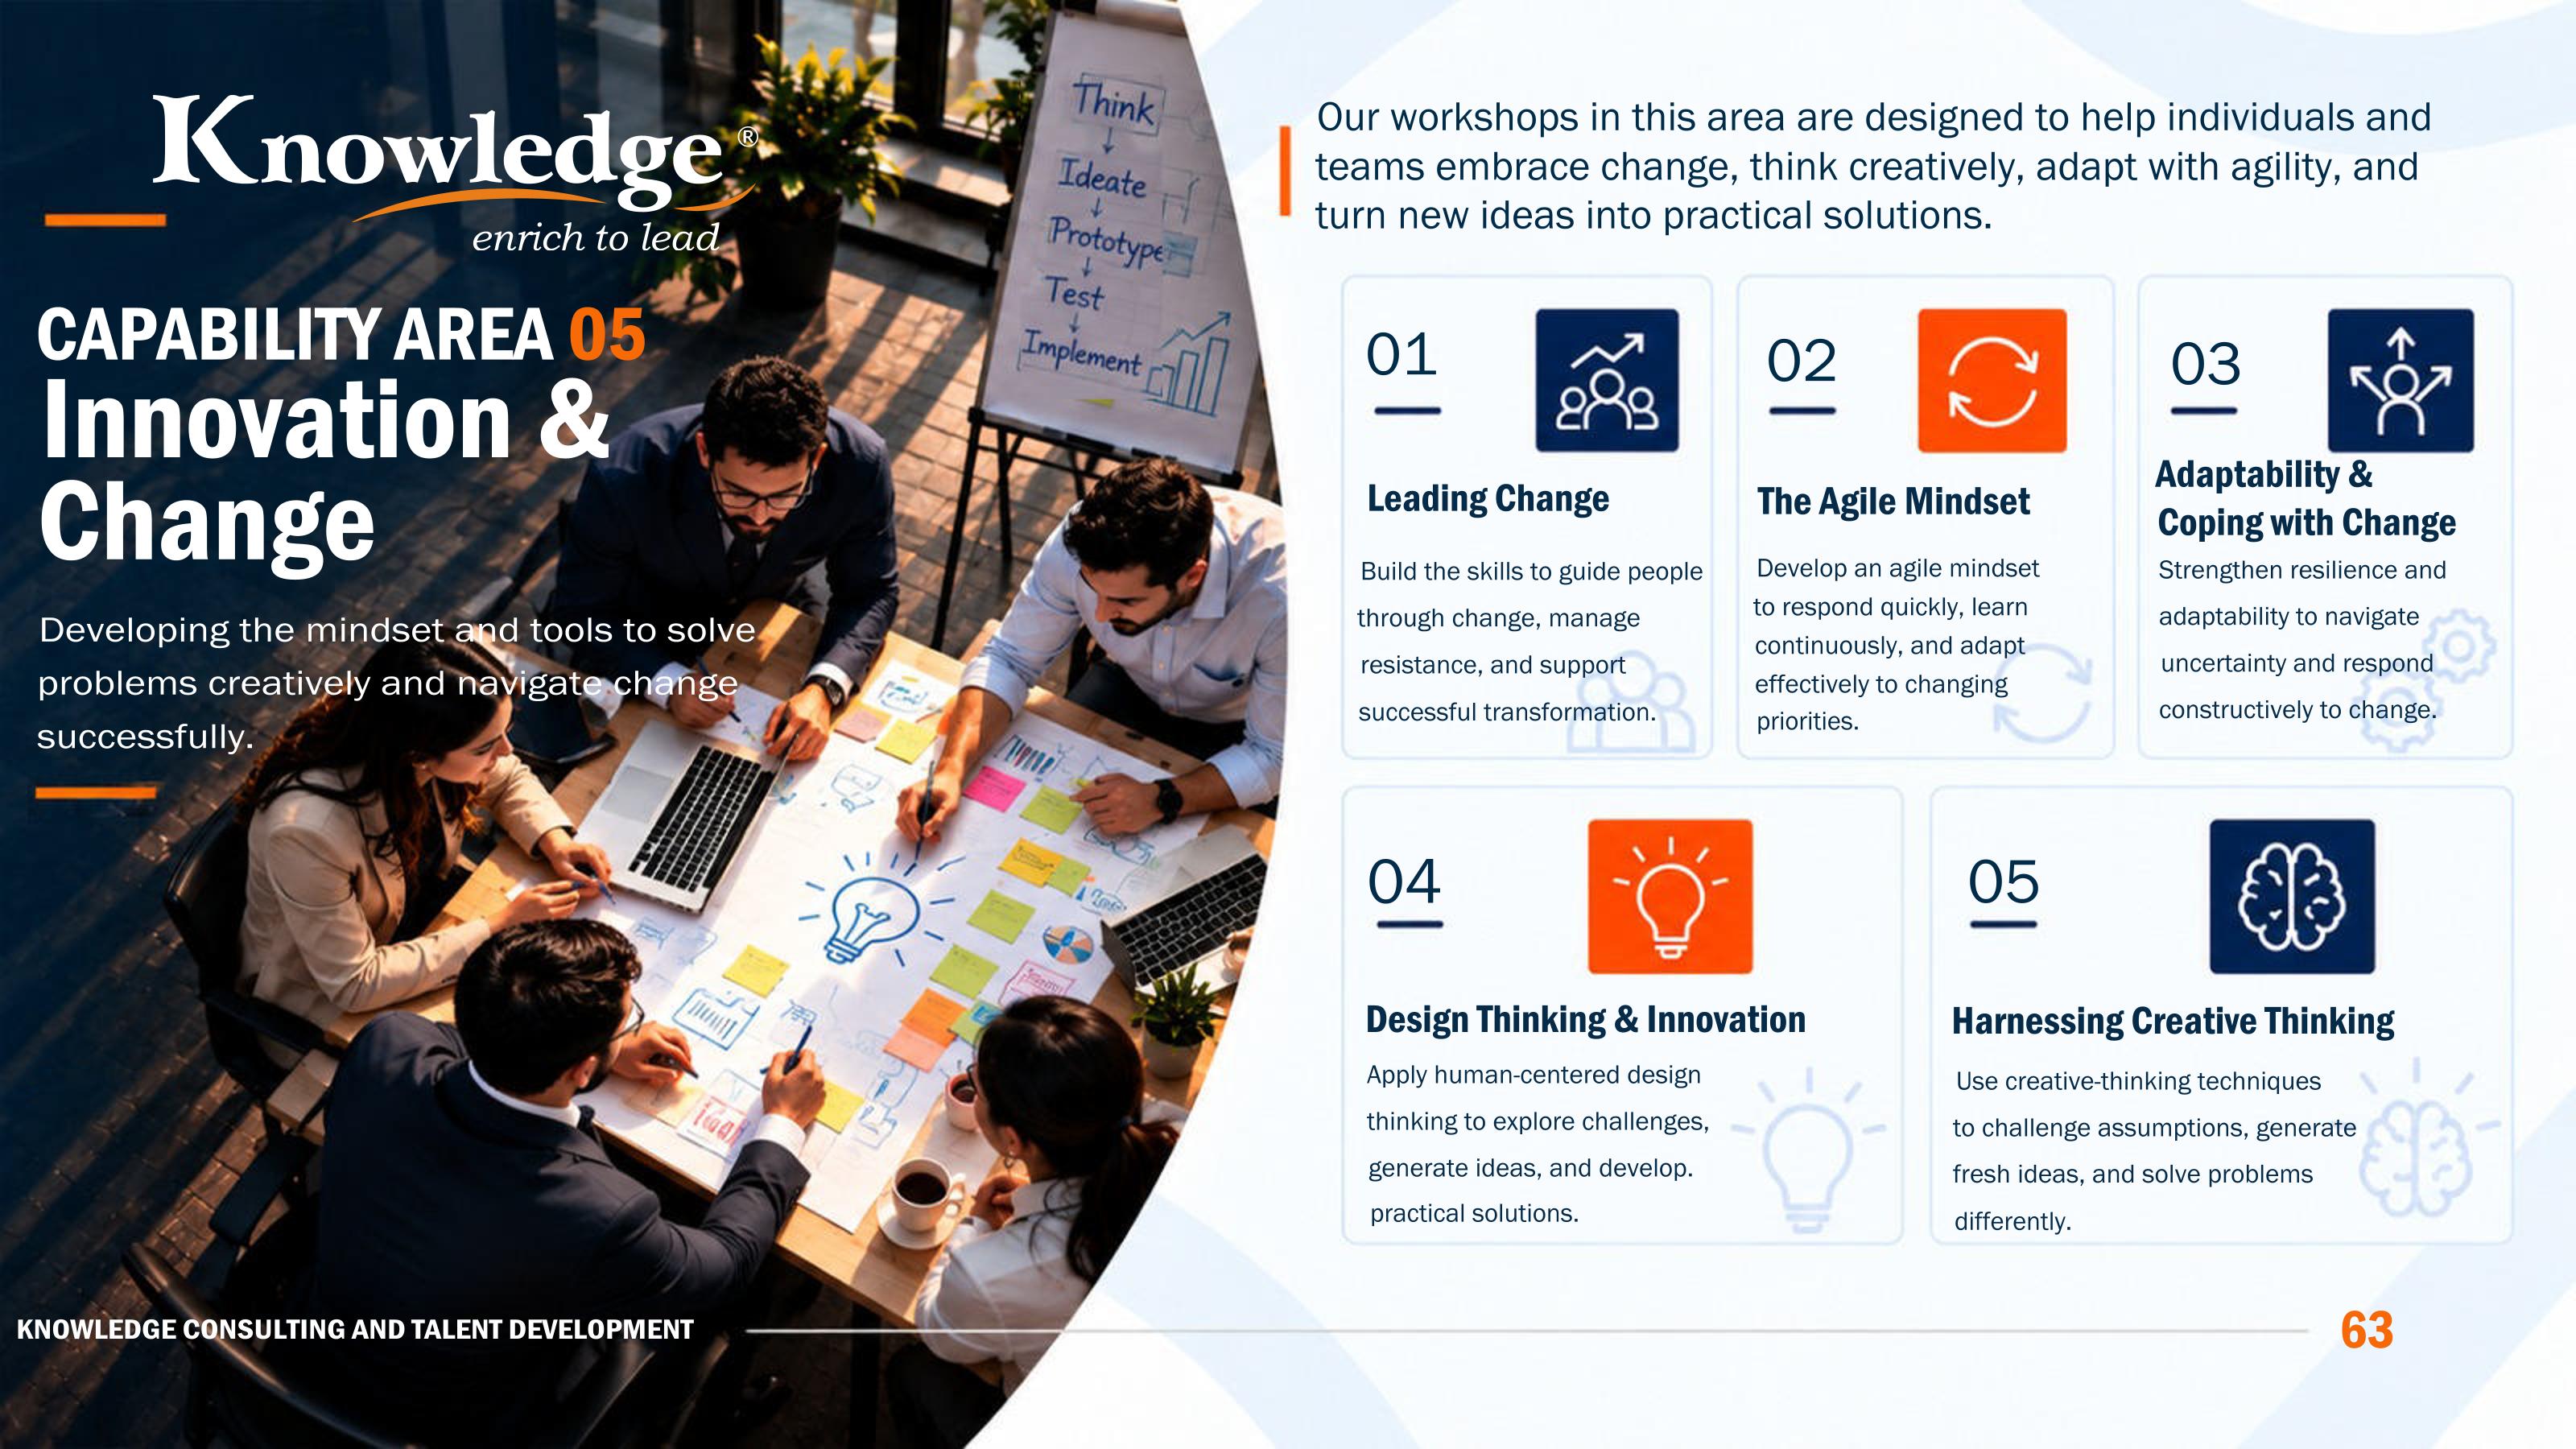 Knowledge®
enrich to lead
CAPABILITY AREA 05
Innovation &
Change
Developing the mindset and tools to solve
problems creatively and navigate change
successfully.
Think
Ideate
Prototype
Test
Implement
Our workshops in this area are designed to help individuals and
teams embrace change, think creatively, adapt with agility, and
turn new ideas into practical solutions.
01
Leading Change
Build the skills to guide people
through change, manage
resistance, and support
successful transformation.
02
The Agile Mindset
Develop an agile mindset
to respond quickly, learn
continuously, and adapt
effectively to changing
priorities.
03
Adaptability &
Coping with Change
Strengthen resilience and
adaptability to navigate
uncertainty and respond
constructively to change.
04
Design Thinking & Innovation
Apply human-centered design
thinking to explore challenges,
generate ideas, and develop.
practical solutions.
05
Harnessing Creative Thinking
Use creative-thinking techniques
to challenge assumptions, generate
fresh ideas, and solve problems
differently.
KNOWLEDGE CONSULTING AND TALENT DEVELOPMENT
63